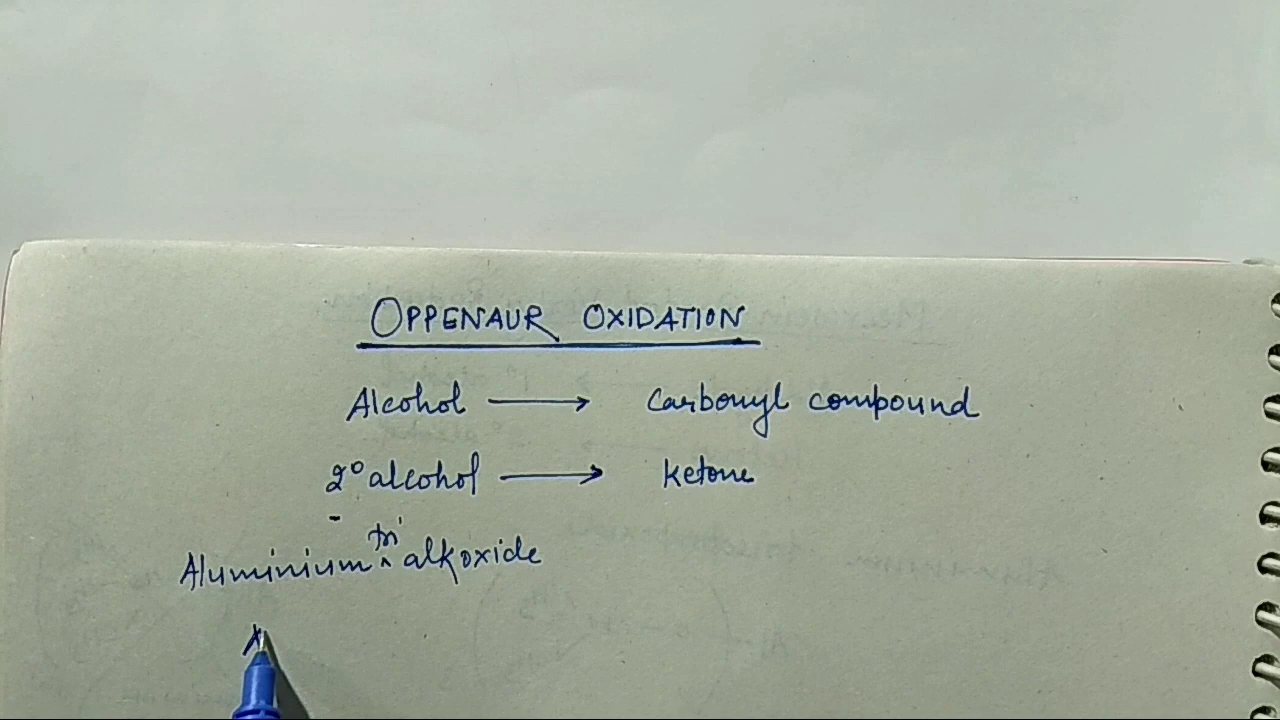 OPPENAUR OXIDATION
Alcohol → Carbonyl compound
2° alcohol → ketone
Aluminium ^tri alkoxide